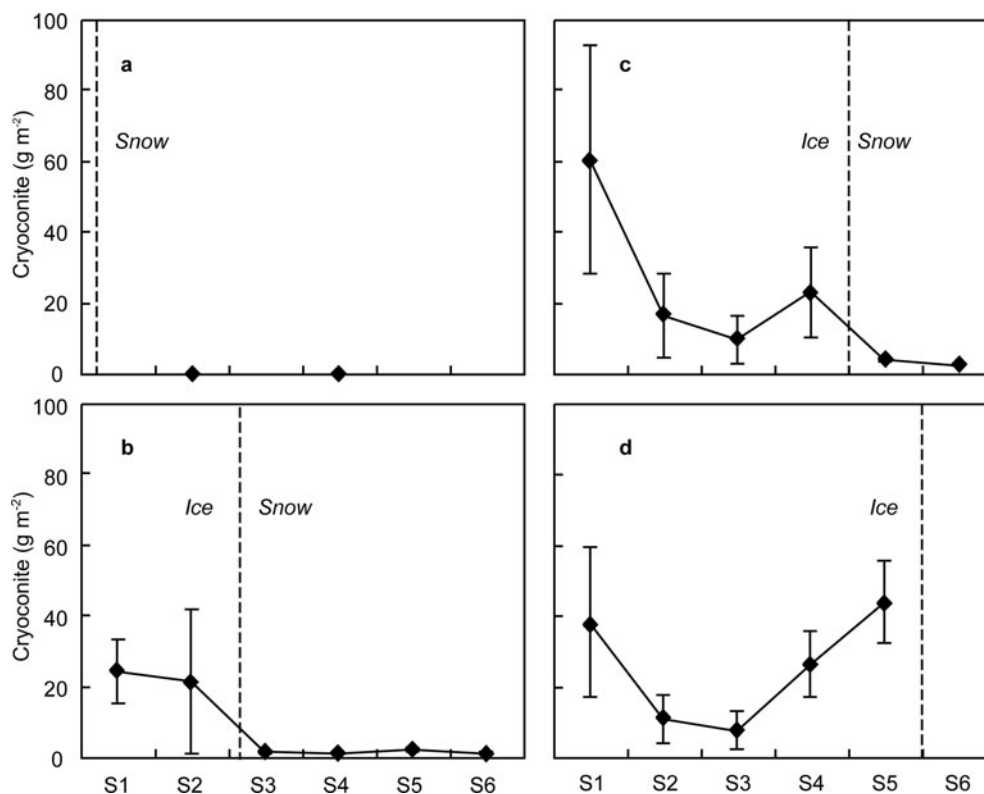 100
80
60
40
20
0
Cryoconite (g m-2)
a
Snow
c
Ice
Snow
100
80
60
40
20
0
Cryoconite (g m-2)
b
Ice
Snow
d
Ice
S1 S2 S3 S4 S5 S6
S1 S2 S3 S4 S5 S6